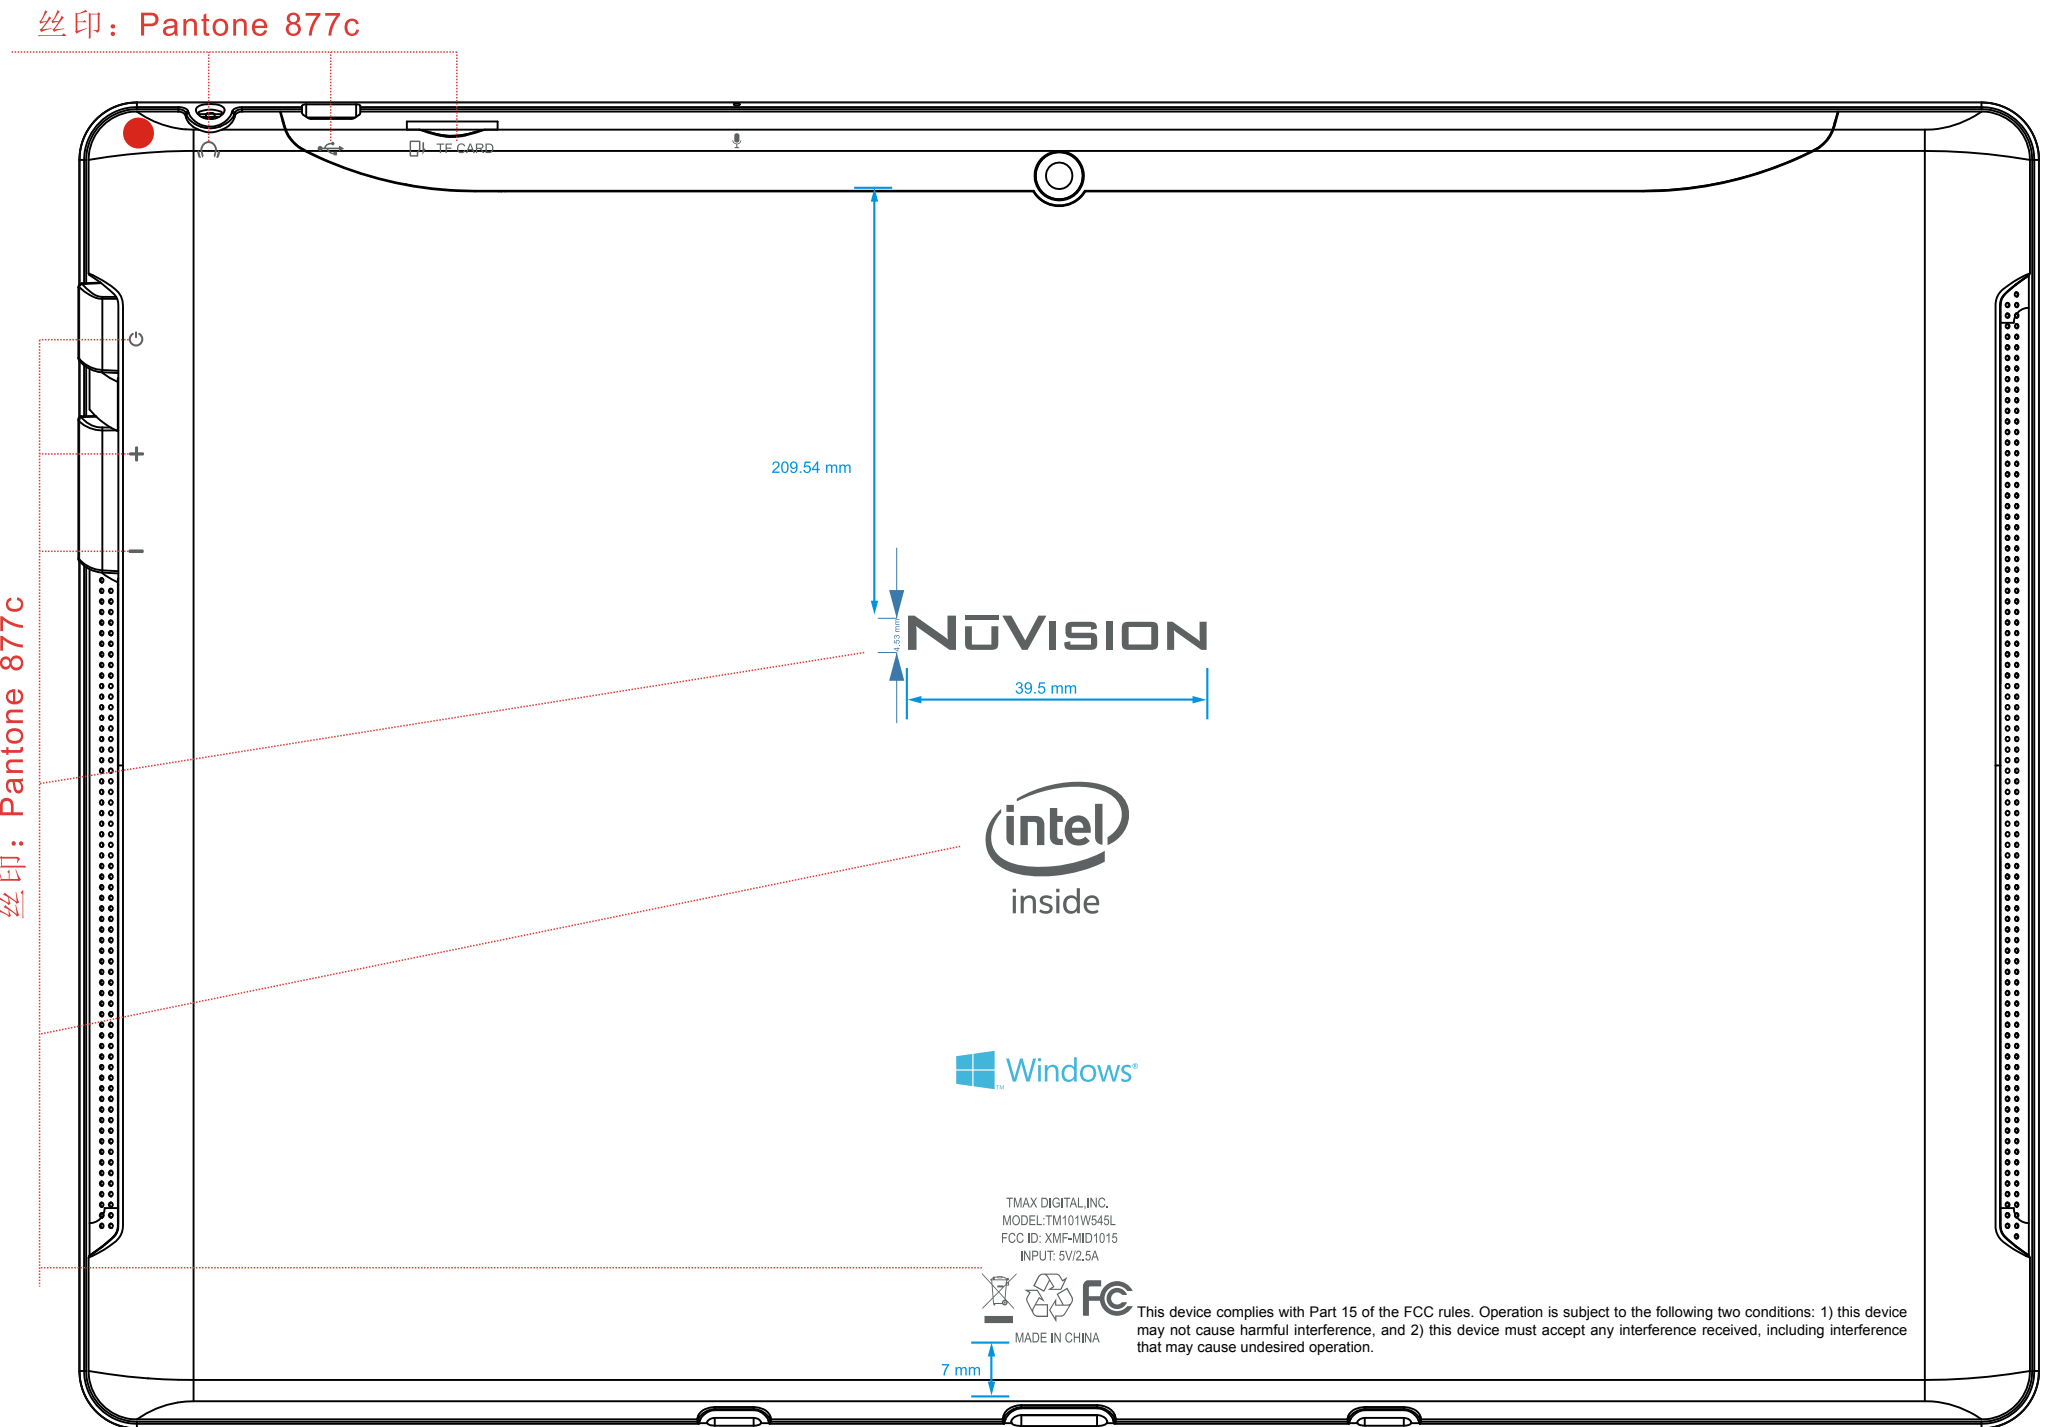 丝印：Pantone 877c
TF CARD
209.54 mm
4.53 mm
NūVISION
39.5 mm
丝印：Pantone 877c
intel
inside
Windows®
TM
TMAX DIGITAL,INC.
MODEL:TM101W545L
FCC ID: XMF-MID1015
INPUT: 5V/2.5A
FC
This device complies with Part 15 of the FCC rules. Operation is subject to the following two conditions: 1) this device
may not cause harmful interference, and 2) this device must accept any interference received, including interference
that may cause undesired operation.
MADE IN CHINA
7 mm